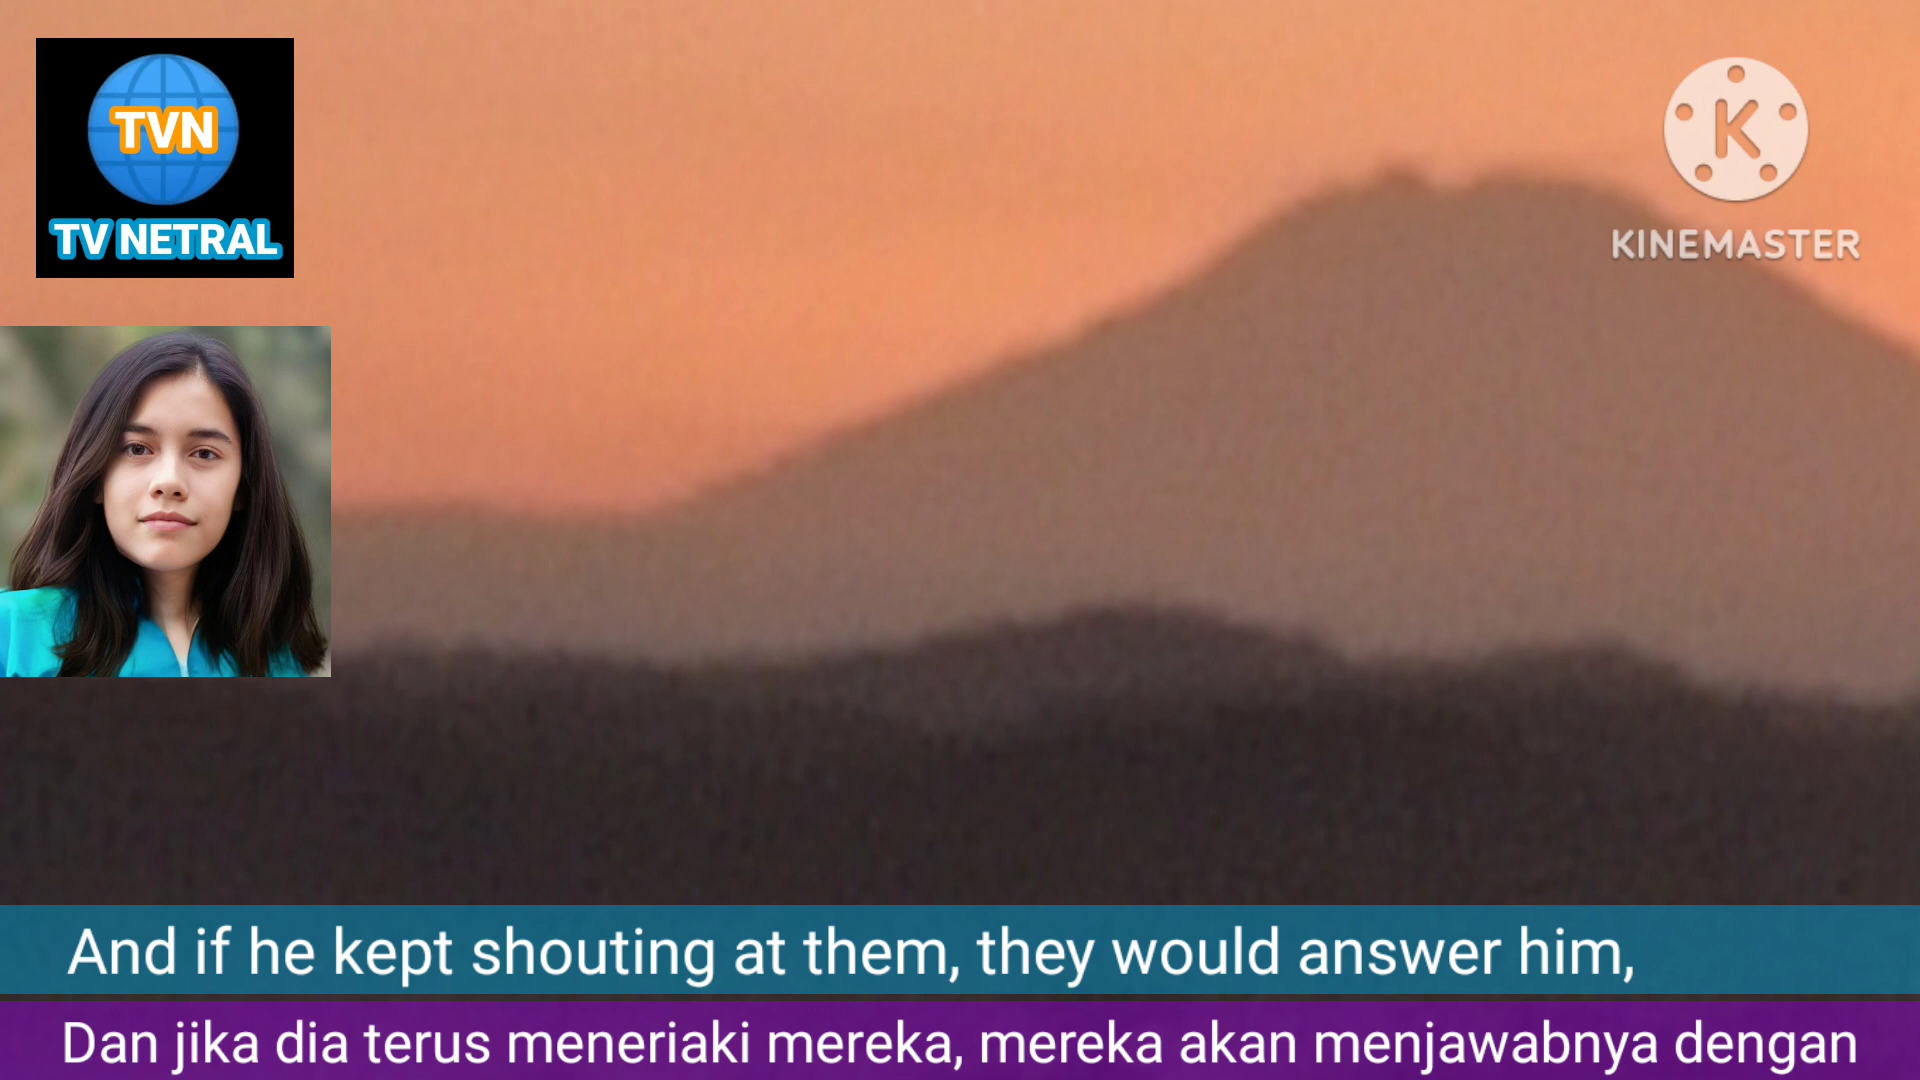 TVN
TV NETRAL
K
KINEMASTER
And if he kept shouting at them, they would answer him,
Dan jika dia terus meneriaki mereka, mereka akan menjawabnya dengan